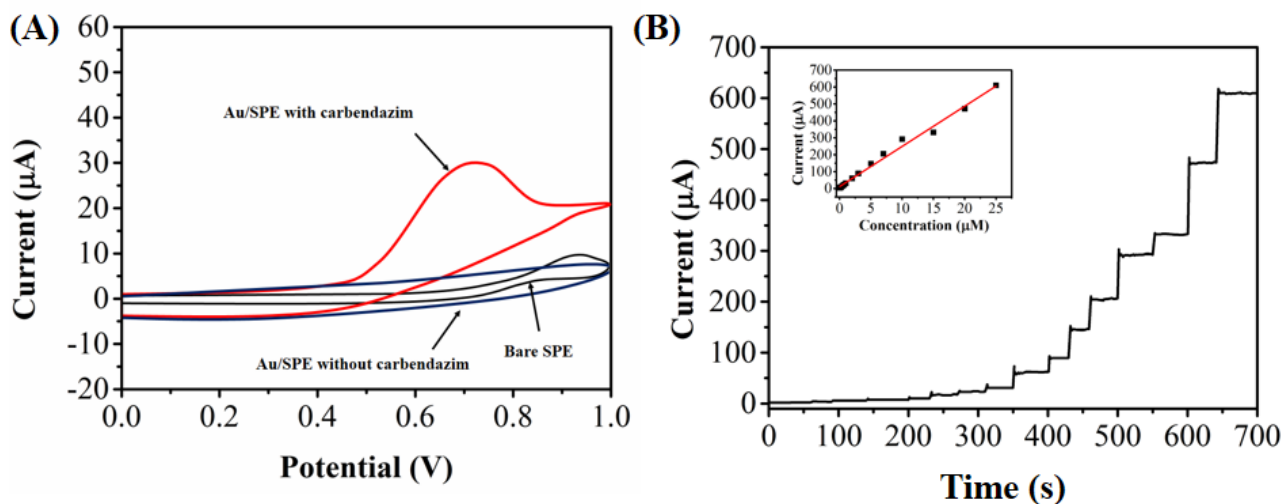 (A)
60
50
40
30
20
10
0
-10
-20
Current (µA)
Au/SPE with carbendazim
Au/SPE without carbendazim
Bare SPE
0.0 0.2 0.4 0.6 0.8 1.0
Potential (V)
(B)
700
600
500
400
300
200
100
0
Current (µA)
700
600
500
400
300
200
100
0
Current (µA)
0 5 10 15 20 25
Concentration (µM)
0 100 200 300 400 500 600 700
Time (s)